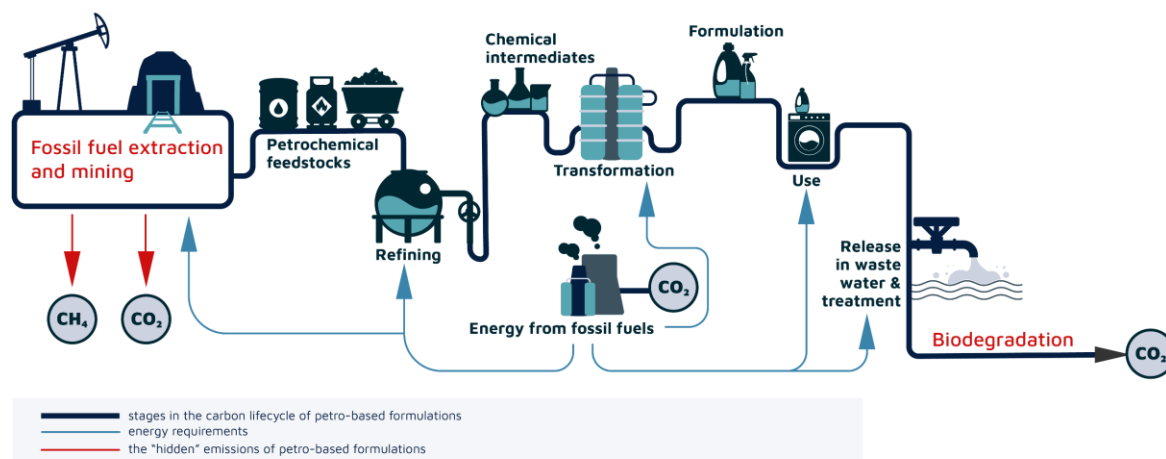 Chemical
intermediates
Formulation
Fossil fuel extraction
and mining
Petrochemical
feedstocks
Transformation
Use
Refining
Release
in waste
water &
treatment
CH₄
CO₂
CO₂
Energy from fossil fuels
Biodegradation
CO₂
stages in the carbon lifecycle of petro-based formulations
energy requirements
the "hidden" emissions of petro-based formulations